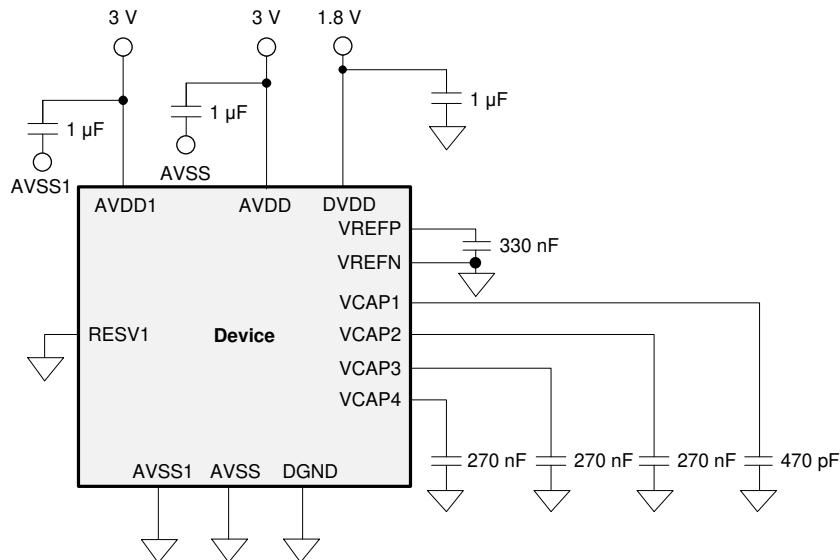 3 V 3 V 1.8 V
1 µF 1 µF 1 µF
AVSS1 AVSS
AVDD1 AVDD DVDD
VREFP
330 nF
VREFN
VCAP1
RESV1 Device VCAP2
VCAP3
VCAP4
270 nF 270 nF 270 nF 470 pF
AVSS1 AVSS DGND